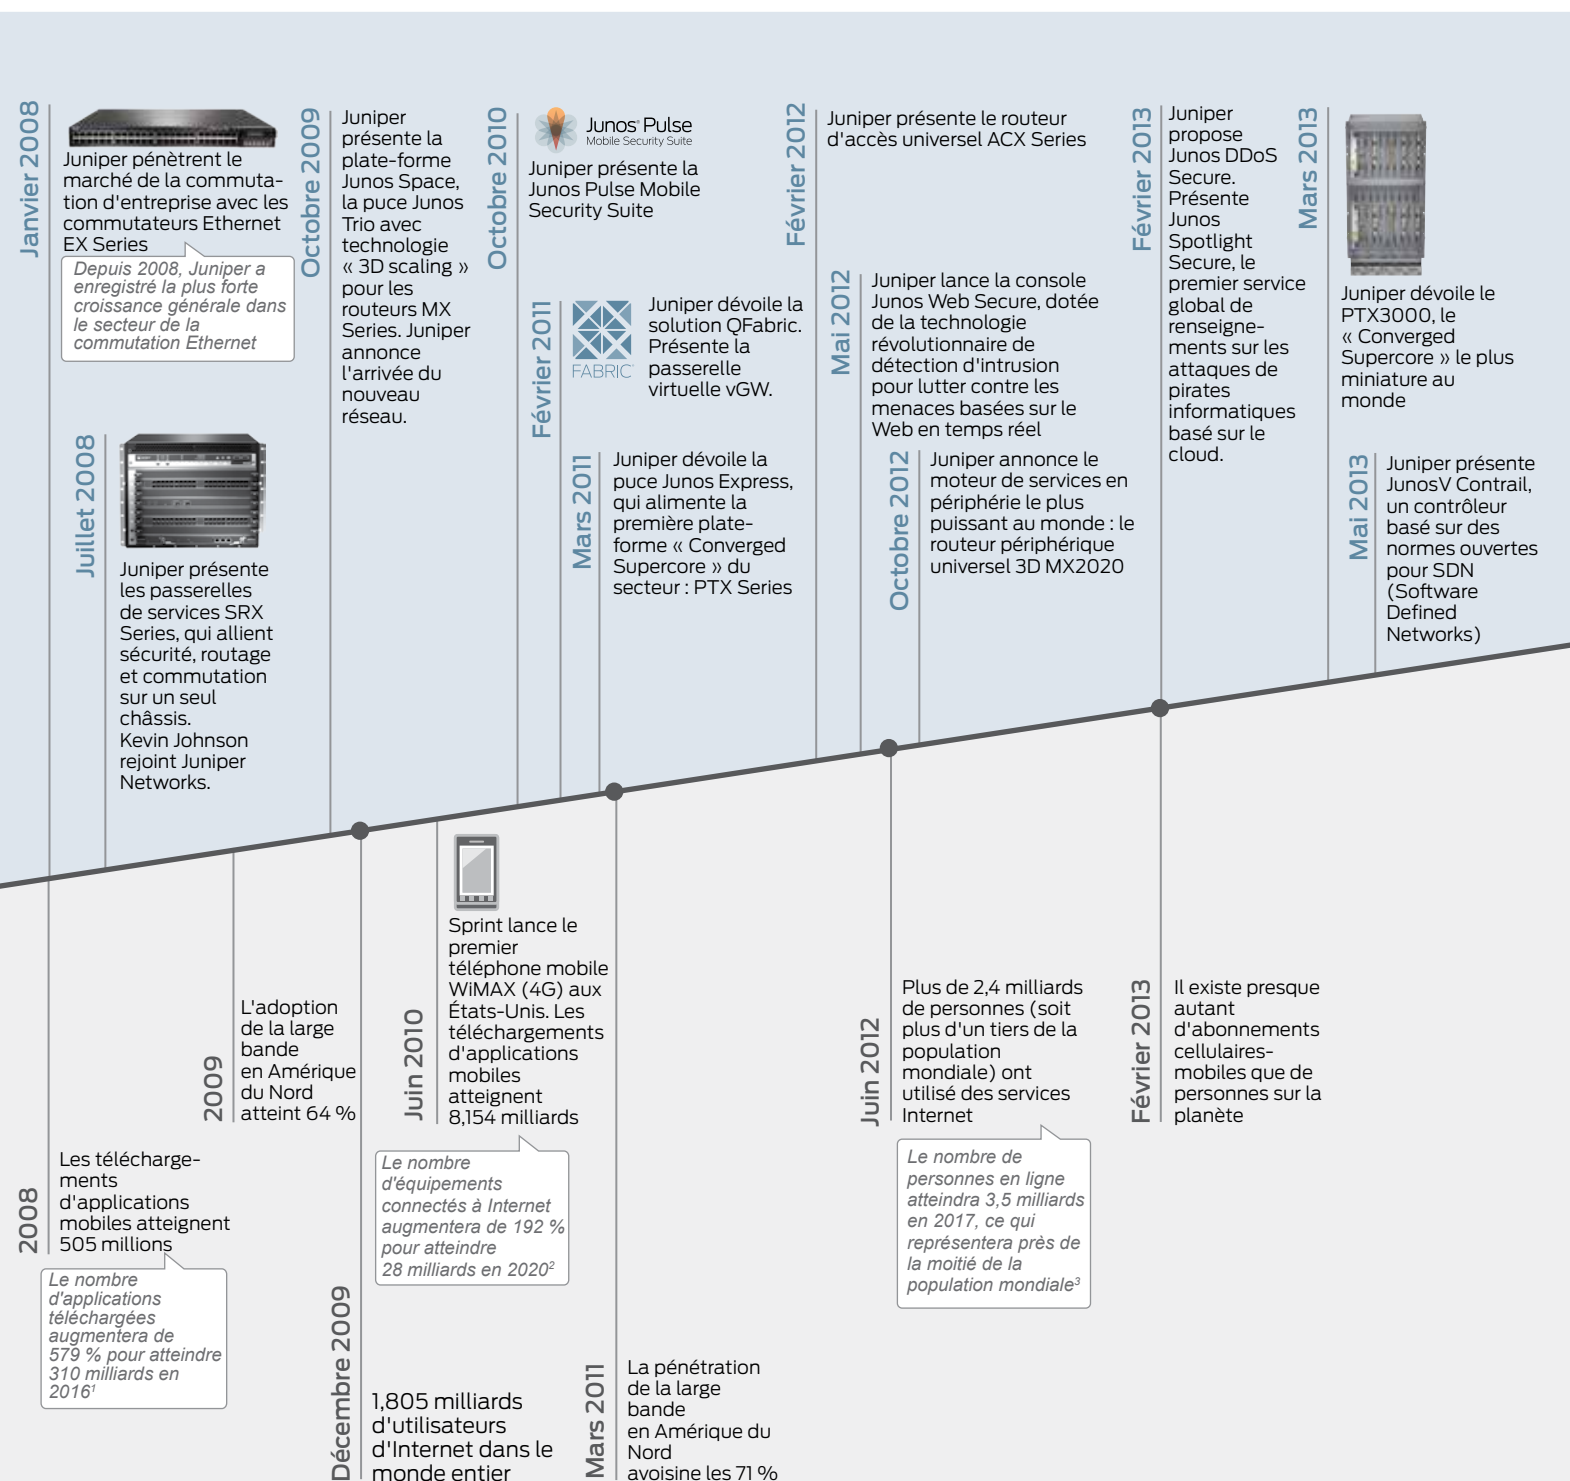 Janvier 2008
Juniper pénètrent le
marché de la commuta-
tion d'entreprise avec les
commutateurs Ethernet
EX Series
Depuis 2008, Juniper a
enregistré la plus forte
croissance générale dans
le secteur de la
commutation Ethernet
Juillet 2008
Juniper présente
les passerelles
de services SRX
Series, qui allient
sécurité, routage
et commutation
sur un seul
châssis.
Kevin Johnson
rejoint Juniper
Networks.
Octobre 2009
Juniper
présente la
plate-forme
Junos Space,
la puce Junos
Trio avec
technologie
« 3D scaling »
pour les
routeurs MX
Series. Juniper
annonce
l'arrivée du
nouveau
réseau.
Octobre 2010
Junos® Pulse
Mobile Security Suite
Juniper présente la
Junos Pulse Mobile
Security Suite
Février 2011
FABRIC
Juniper dévoile la
solution QFabric.
Présente la
passerelle
virtuelle vGW.
Mars 2011
Juniper dévoile la
puce Junos Express,
qui alimente la
première plate-
forme « Converged
Supercore » du
secteur : PTX Series
Février 2012
Juniper présente le routeur
d'accès universel ACX Series
Mai 2012
Juniper lance la console
Junos Web Secure, dotée
de la technologie
révolutionnaire de
détection d'intrusion
pour lutter contre les
menaces basées sur le
Web en temps réel
Octobre 2012
Juniper annonce le
moteur de services en
périphérie le plus
puissant au monde : le
routeur périphérique
universel 3D MX2020
Février 2013
Juniper
propose
Junos DDoS
Secure.
Présente
Junos
Spotlight
Secure, le
premier service
global de
renseigne-
ments sur les
attaques de
pirates
informatiques
basé sur le
cloud.
Mars 2013
Juniper dévoile le
PTX3000, le
« Converged
Supercore » le plus
miniature au
monde
Mai 2013
Juniper présente
JunosV Contrail,
un contrôleur
basé sur des
normes ouvertes
pour SDN
(Software
Defined
Networks)
2008
Les télécharge-
ments
d'applications
mobiles atteignent
505 millions
Le nombre
d'applications
téléchargées
augmentera de
579 % pour atteindre
310 milliards en
2016¹
2009
L'adoption
de la large
bande
en Amérique
du Nord
atteint 64 %
Décembre 2009
1,805 milliards
d'utilisateurs
d'Internet dans le
monde entier
Juin 2010
Sprint lance le
premier
téléphone mobile
WiMAX (4G) aux
États-Unis. Les
téléchargements
d'applications
mobiles
atteignent
8,154 milliards
Le nombre
d'équipements
connectés à Internet
augmentera de 192 %
pour atteindre
28 milliards en 2020²
Mars 2011
La pénétration
de la large
bande
en Amérique du
Nord
avoisine les 71 %
Juin 2012
Plus de 2,4 milliards
de personnes (soit
plus d'un tiers de la
population
mondiale) ont
utilisé des services
Internet
Le nombre de
personnes en ligne
atteindra 3,5 milliards
en 2017, ce qui
représentera près de
la moitié de la
population mondiale³
Février 2013
Il existe presque
autant
d'abonnements
cellulaires-
mobiles que de
personnes sur la
planète